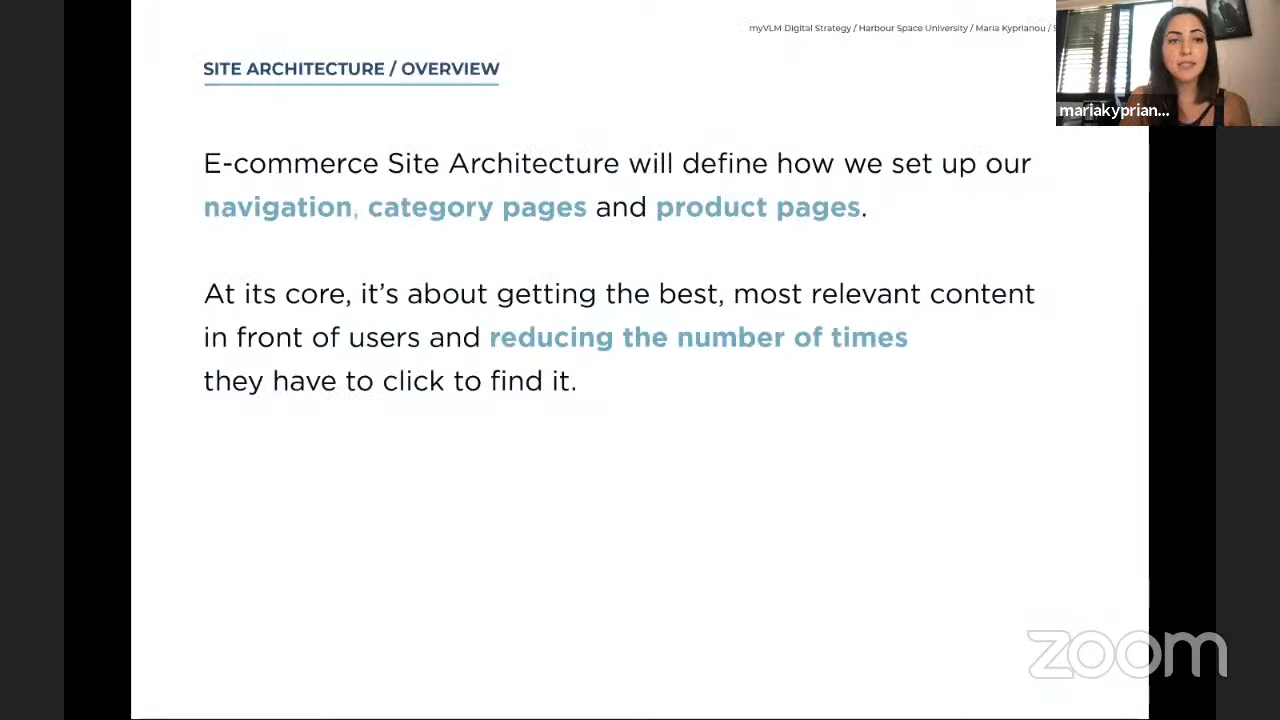 myVLM Digital Strategy / Harbour Space University / Maria Kyprianou /
SITE ARCHITECTURE / OVERVIEW
mariakyprian...
E-commerce Site Architecture will define how we set up our
navigation, category pages and product pages.
At its core, it's about getting the best, most relevant content
in front of users and reducing the number of times
they have to click to find it.
zoom